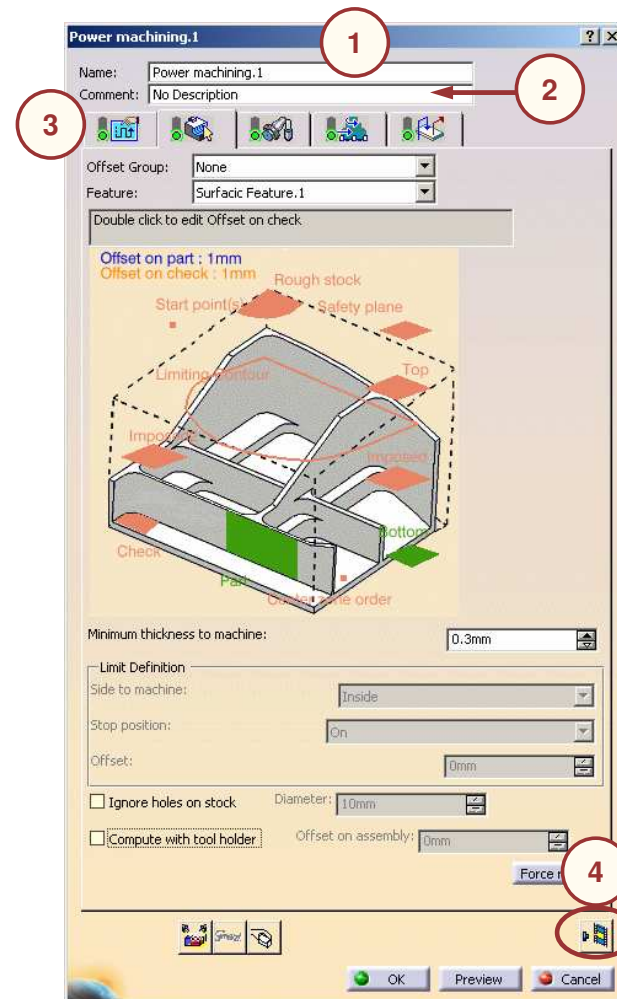 Power machining.1
1
Name: Power machining.1
Comment: No Description
2
3
Offset Group: None
Feature: Surfacic Feature.1
Double click to edit Offset on check
Offset on part : 1mm
Offset on check : 1mm
Rough stock
Start point(s)
Safety plane
Limiting contour
Top
Imposed
Imposed
Bottom
Check
Part
Center zone order
Minimum thickness to machine: 0.3mm
Limit Definition
Side to machine: Inside
Stop position: On
Offset: 0mm
Ignore holes on stock Diameter: 10mm
Compute with tool holder Offset on assembly: 0mm
Force
4
OK Preview Cancel